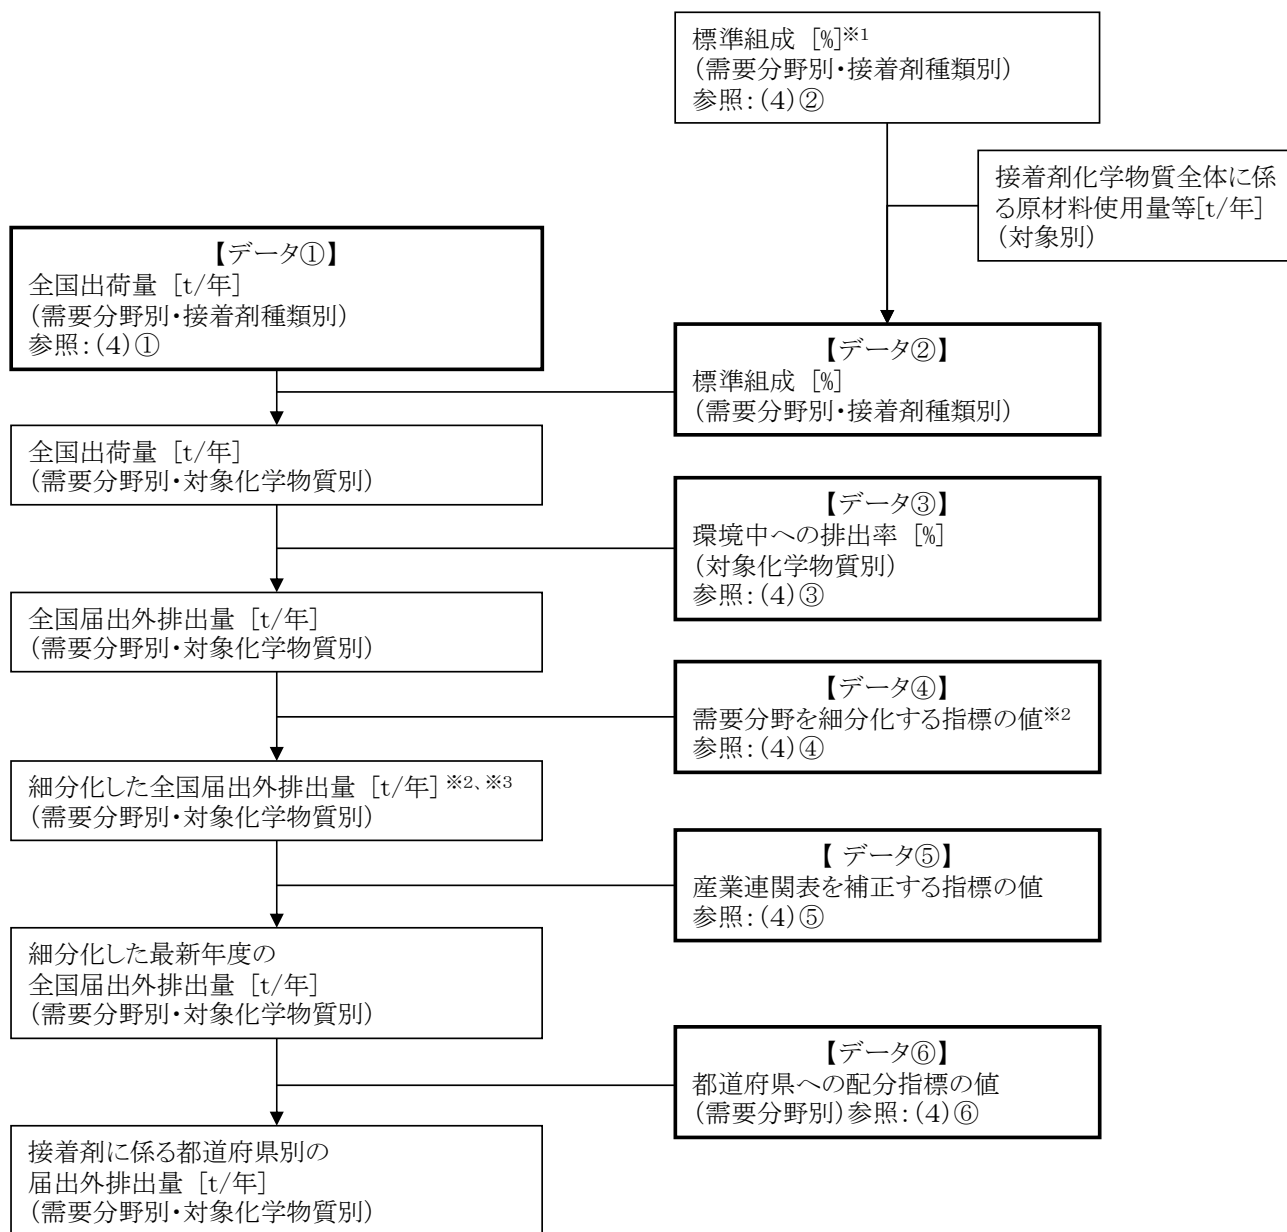 標準組成 [%]※1
(需要分野別・接着剤種類別)
参照:(4)②
接着剤化学物質全体に係
る原材料使用量等[t/年]
(対象別)
【データ①】
全国出荷量 [t/年]
(需要分野別・接着剤種類別)
参照:(4)①
【データ②】
標準組成 [%]
(需要分野別・接着剤種類別)
全国出荷量 [t/年]
(需要分野別・対象化学物質別)
【データ③】
環境中への排出率 [%]
(対象化学物質別)
参照:(4)③
全国届出外排出量 [t/年]
(需要分野別・対象化学物質別)
【データ④】
需要分野を細分化する指標の値※2
参照:(4)④
細分化した全国届出外排出量 [t/年]※2、※3
(需要分野別・対象化学物質別)
【 データ⑤】
産業連関表を補正する指標の値
参照:(4)⑤
細分化した最新年度の
全国届出外排出量 [t/年]
(需要分野別・対象化学物質別)
【データ⑥】
都道府県への配分指標の値
(需要分野別)参照:(4)⑥
接着剤に係る都道府県別の
届出外排出量 [t/年]
(需要分野別・対象化学物質別)